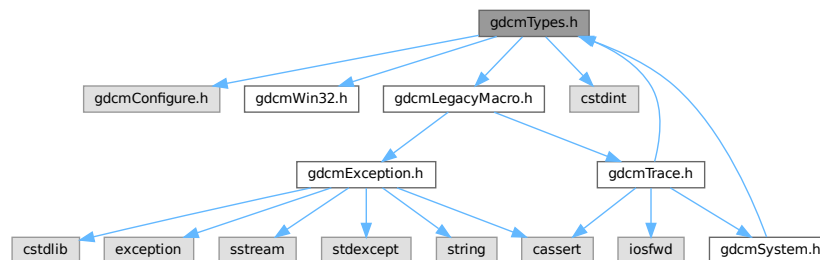 gdcmTypes.h
gdcmConfigure.h
gdcmWin32.h
gdcmLegacyMacro.h
cstdint
gdcmException.h
gdcmTrace.h
cstdlib
exception
sstream
stdexcept
string
cassert
iosfwd
gdcmSystem.h